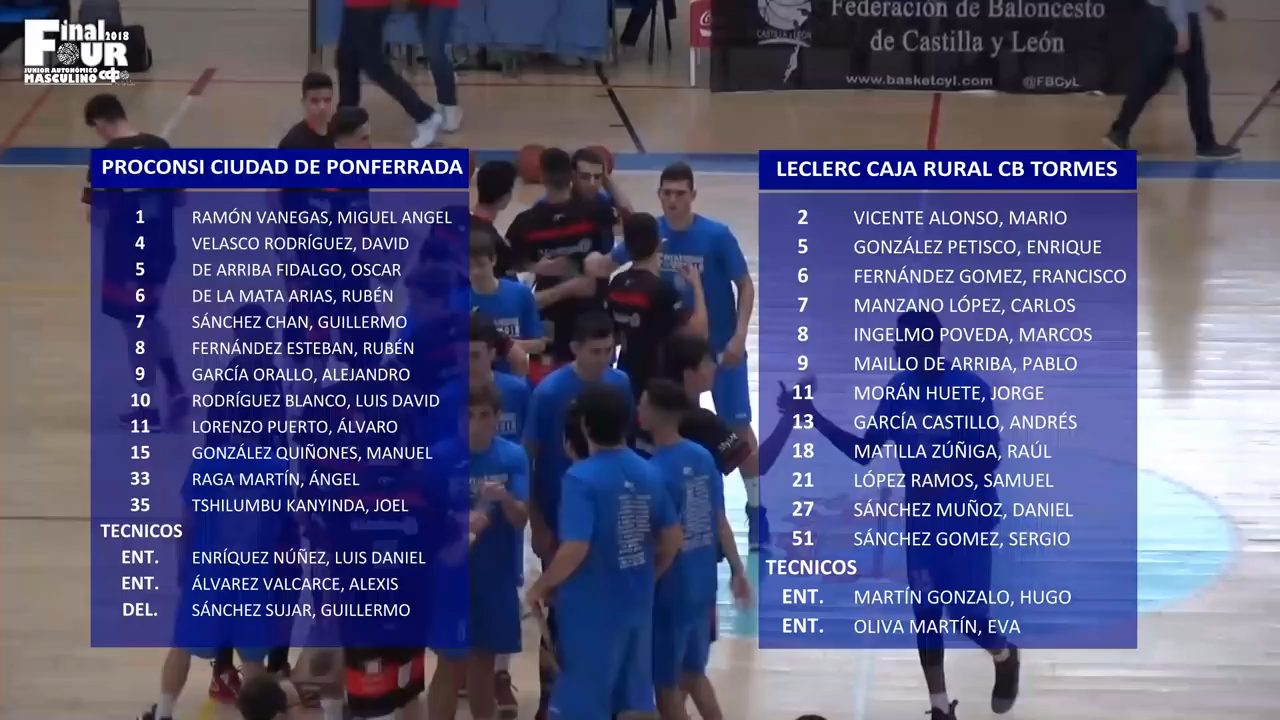 Final 2018
FOUR
JUNIOR AUTONÓMICO
MASCULINO
Federación de Baloncesto
de Castilla y León
CASTILLA y LEÓN
www.basketcyl.com @FBCyL
PROCONSI CIUDAD DE PONFERRADA
1 RAMÓN VANEGAS, MIGUEL ANGEL
4 VELASCO RODRÍGUEZ, DAVID
5 DE ARRIBA FIDALGO, OSCAR
6 DE LA MATA ARIAS, RUBÉN
7 SÁNCHEZ CHAN, GUILLERMO
8 FERNÁNDEZ ESTEBAN, RUBÉN
9 GARCÍA ORALLO, ALEJANDRO
10 RODRÍGUEZ BLANCO, LUIS DAVID
11 LORENZO PUERTO, ÁLVARO
15 GONZÁLEZ QUIÑONES, MANUEL
33 RAGA MARTÍN, ÁNGEL
35 TSHILUMBU KANYINDA, JOEL
TECNICOS
ENT. ENRÍQUEZ NÚÑEZ, LUIS DANIEL
ENT. ÁLVAREZ VALCARCE, ALEXIS
DEL. SÁNCHEZ SUJAR, GUILLERMO
LECLERC CAJA RURAL CB TORMES
2 VICENTE ALONSO, MARIO
5 GONZÁLEZ PETISCO, ENRIQUE
6 FERNÁNDEZ GOMEZ, FRANCISCO
7 MANZANO LÓPEZ, CARLOS
8 INGELMO POVEDA, MARCOS
9 MAILLO DE ARRIBA, PABLO
11 MORÁN HUETE, JORGE
13 GARCÍA CASTILLO, ANDRÉS
18 MATILLA ZÚÑIGA, RAÚL
21 LÓPEZ RAMOS, SAMUEL
27 SÁNCHEZ MUÑOZ, DANIEL
51 SÁNCHEZ GOMEZ, SERGIO
TECNICOS
ENT. MARTÍN GONZALO, HUGO
ENT. OLIVA MARTÍN, EVA